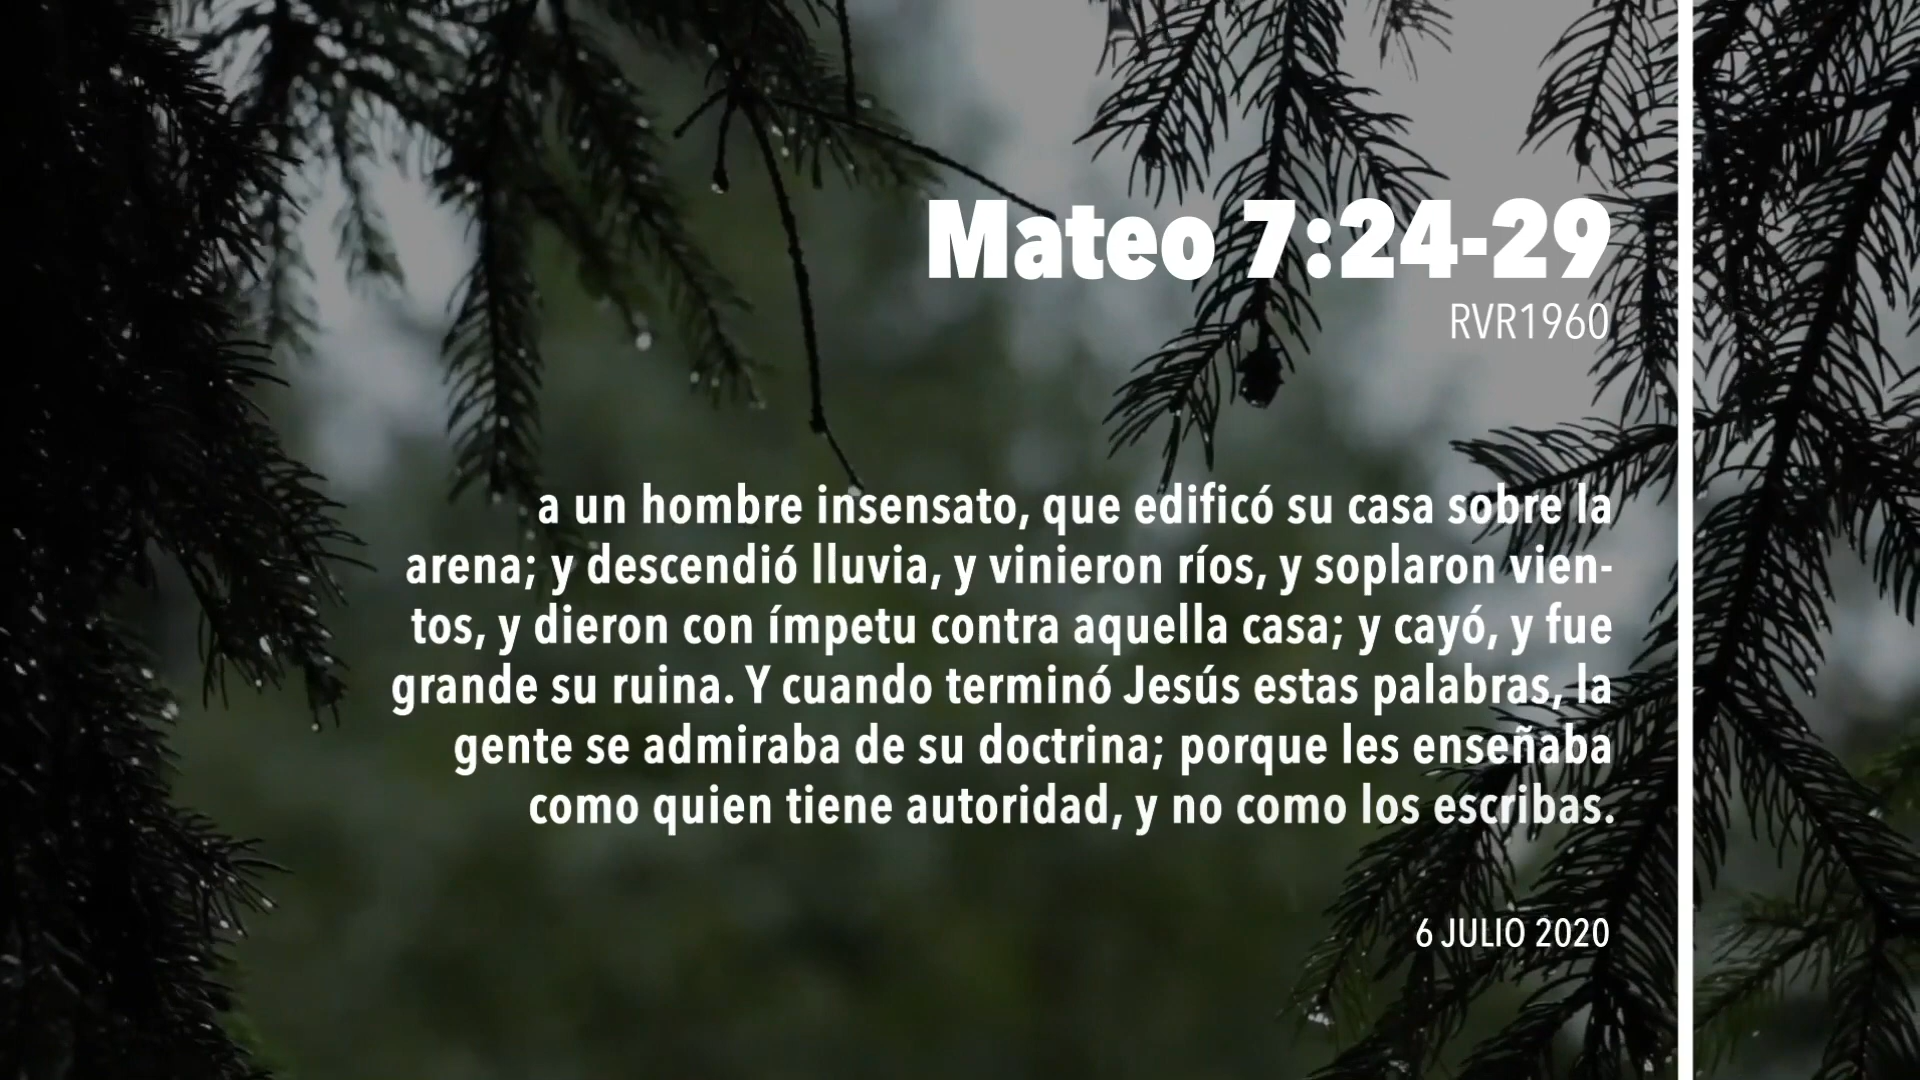 Mateo 7:24-29
RVR1960
a un hombre insensato, que edificó su casa sobre la
arena; y descendió lluvia, y vinieron ríos, y soplaron vien-
tos, y dieron con ímpetu contra aquella casa; y cayó, y fue
grande su ruina. Y cuando terminó Jesús estas palabras, la
gente se admiraba de su doctrina; porque les enseñaba
como quien tiene autoridad, y no como los escribas.
6 JULIO 2020